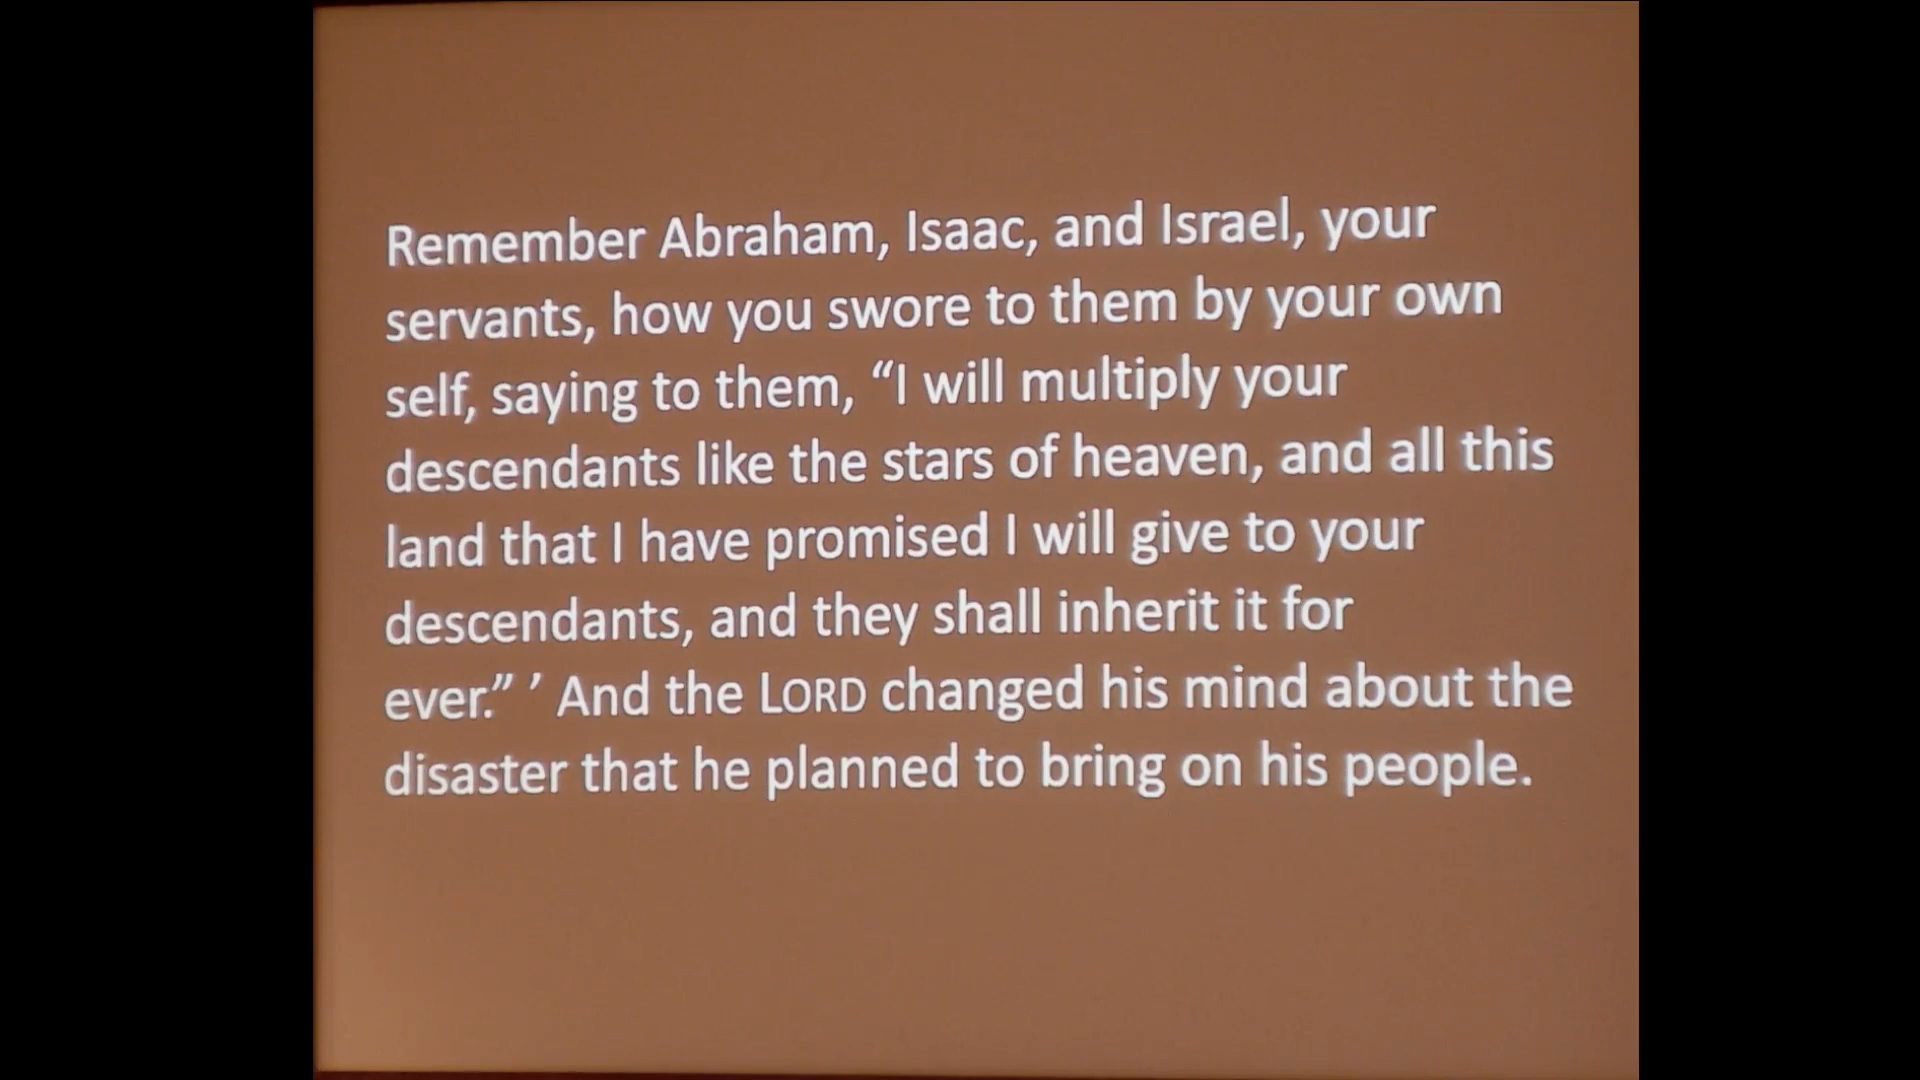 Remember Abraham, Isaac, and Israel, your
servants, how you swore to them by your own
self, saying to them, “I will multiply your
descendants like the stars of heaven, and all this
land that I have promised I will give to your
descendants, and they shall inherit it for
ever.” ’ And the LORD changed his mind about the
disaster that he planned to bring on his people.